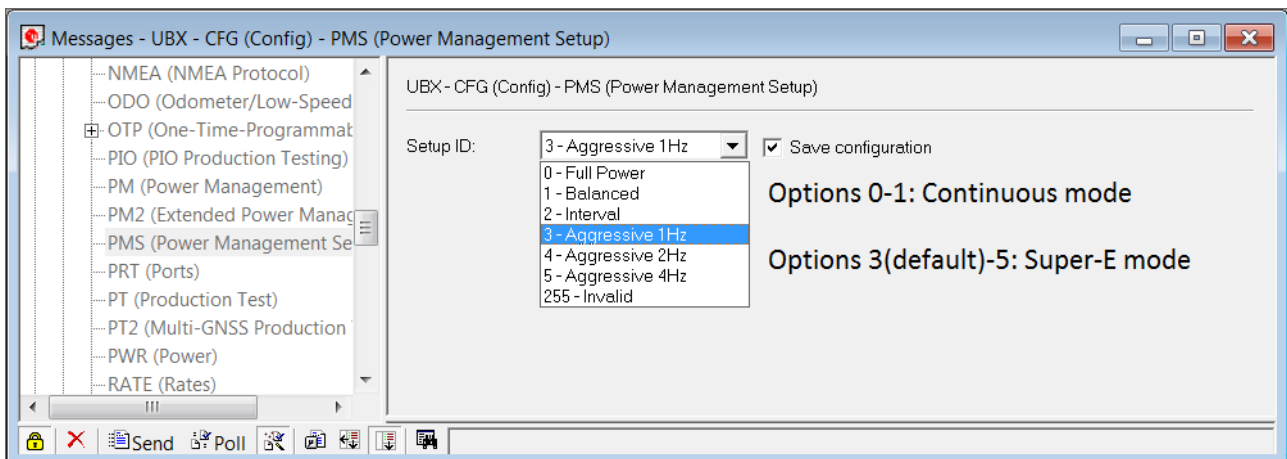 Messages - UBX - CFG (Config) - PMS (Power Management Setup)
NMEA (NMEA Protocol)
ODO (Odometer/Low-Speed
OTP (One-Time-Programmab
PIO (PIO Production Testing)
PM (Power Management)
PM2 (Extended Power Manag
PMS (Power Management Se
PRT (Ports)
PT (Production Test)
PT2 (Multi-GNSS Production
PWR (Power)
RATE (Rates)
UBX - CFG (Config) - PMS (Power Management Setup)
Setup ID:
3 - Aggressive 1Hz
Save configuration
0 - Full Power
1 - Balanced
2 - Interval
3 - Aggressive 1Hz
4 - Aggressive 2Hz
5 - Aggressive 4Hz
255 - Invalid
Options 0-1: Continuous mode
Options 3(default)-5: Super-E mode
Send Poll